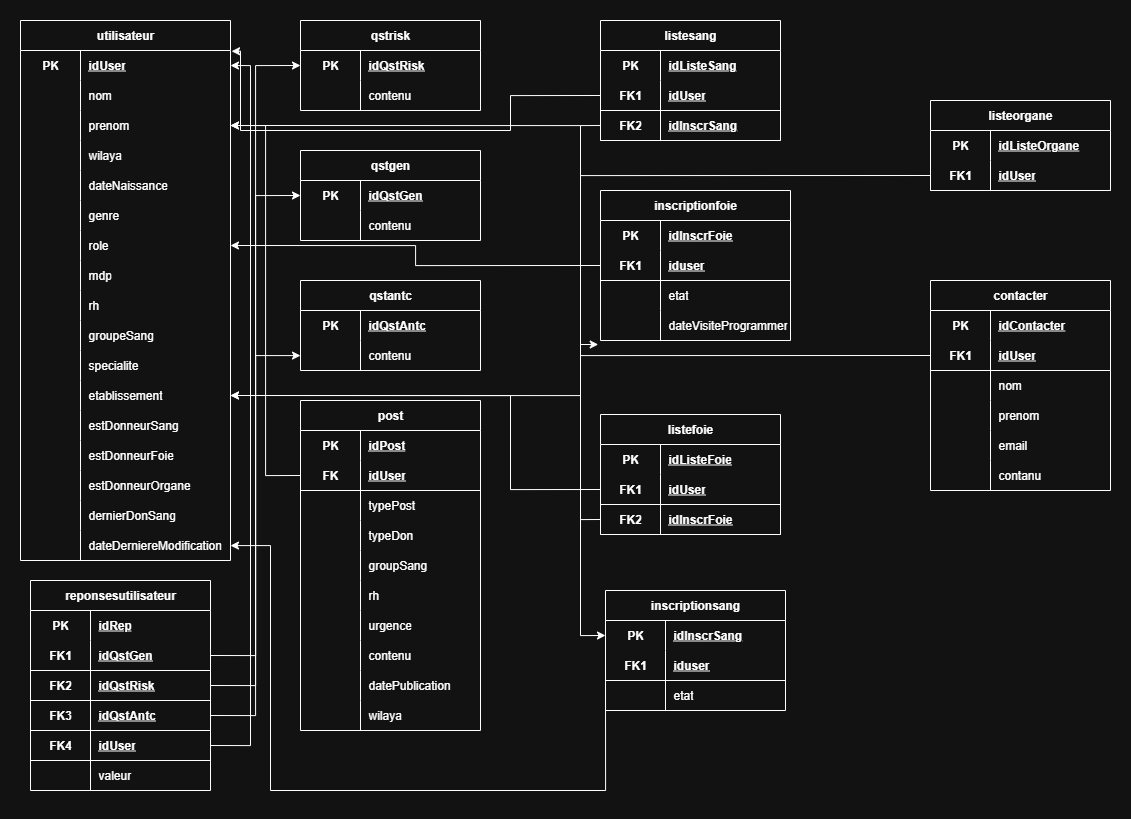 utilisateur
PK idUser
nom
prenom
wilaya
dateNaissance
genre
role
mdp
rh
groupeSang
specialite
etablissement
estDonneurSang
estDonneurFoie
estDonneurOrgane
dernierDonSang
dateDerniereModification
reponsesutilisateur
PK idRep
FK1 idQstGen
FK2 idQstRisk
FK3 idQstAntc
FK4 idUser
valeur
qstrisk
PK idQstRisk
contenu
qstgen
PK idQstGen
contenu
qstantc
PK idQstAntc
contenu
post
PK idPost
FK idUser
typePost
typeDon
groupSang
rh
urgence
contenu
datePublication
wilaya
listesang
PK idListeSang
FK1 idUser
FK2 idInscrSang
inscriptionfoie
PK idInscrFoie
FK1 iduser
etat
dateVisiteProgrammer
listefoie
PK idListeFoie
FK1 idUser
FK2 idInscrFoie
inscriptionsang
PK idInscrSang
FK1 iduser
etat
listeorgane
PK idListeOrgane
FK1 idUser
contacter
PK idContacter
FK1 idUser
nom
prenom
email
contanu